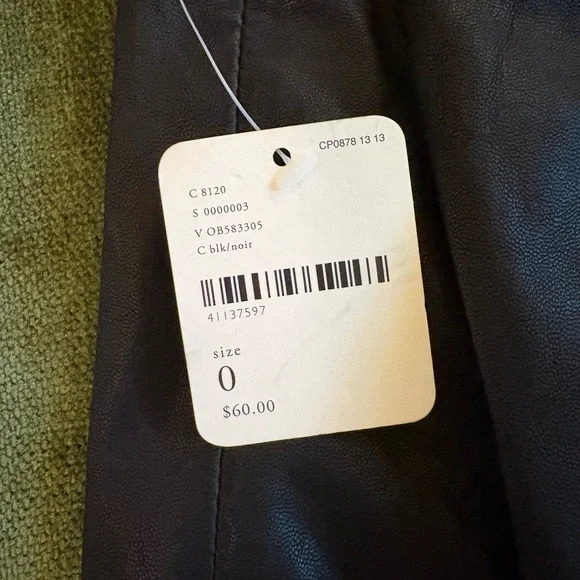 CP0878 13 13
C 8120
S 0000003
V OB583305
C blk/noir
41137597
size
0
$60.00